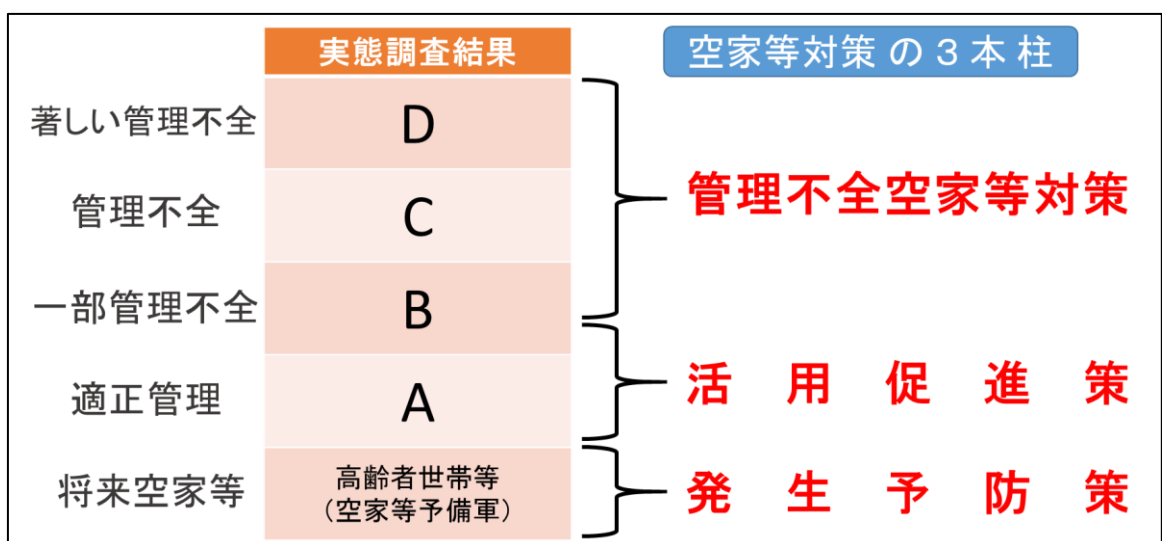 実態調査結果
空家等対策の3本柱
著しい管理不全
D
管理不全
C
一部管理不全
B
適正管理
A
将来空家等
高齢者世帯等
(空家等予備軍)
管理不全空家等対策
活用促進策
発生予防策